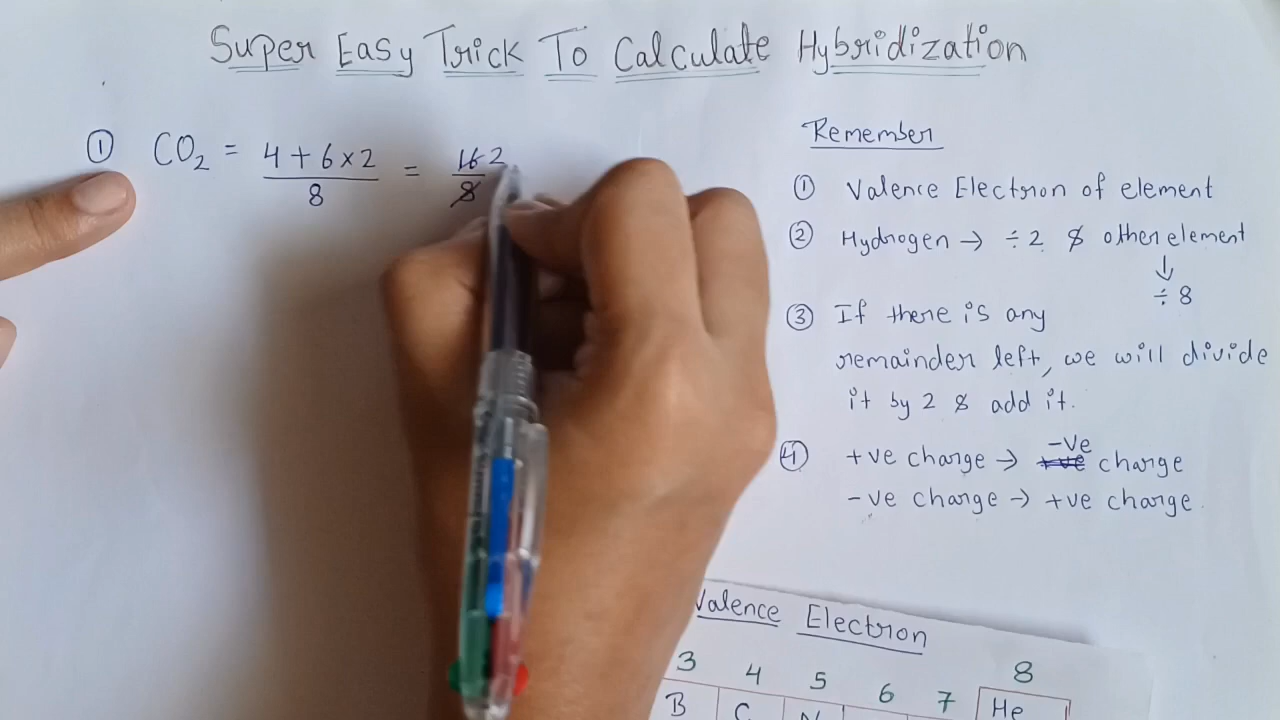 Super Easy Trick To Calculate Hybridization
① CO2 = 4 + 6 × 2 / 8 = 16 2 / 8
Remember
① Valence Electron of element
② Hydrogen → ÷ 2 & other element
↓
÷ 8
③ If there is any
remainder left, we will divide
it by 2 & add it.
④ +ve charge → -ve charge
-ve charge → +ve charge
Valence Electron
3 4 5 6 7 8
B C N He